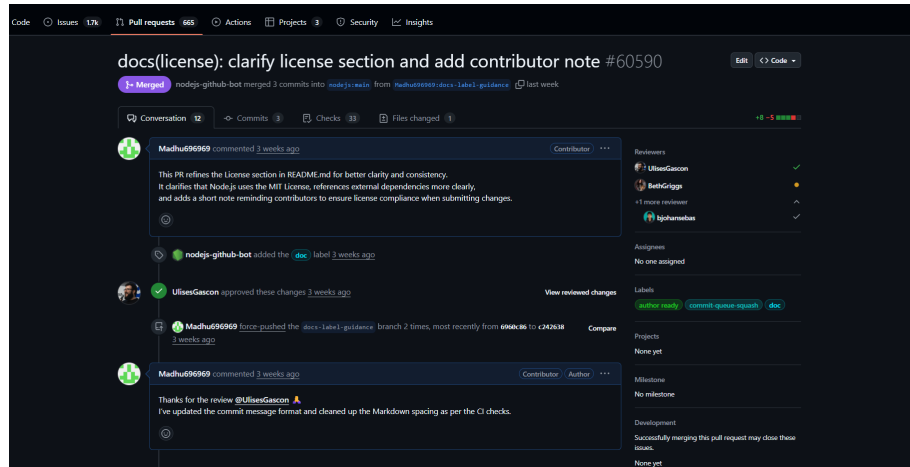 Code Issues 1.7k Pull requests 665 Actions Projects 3 Security Insights
docs(license): clarify license section and add contributor note #60590
Edit <> Code
Merged nodejs-github-bot merged 3 commits into nodejs:main from Madhu696969:docs-label-guidance last week
Conversation 12 Commits 3 Checks 33 Files changed 1 +8 −5
Madhu696969 commented 3 weeks ago Contributor ...
This PR refines the License section in README.md for better clarity and consistency.
It clarifies that Node.js uses the MIT License, references external dependencies more clearly,
and adds a short note reminding contributors to ensure license compliance when submitting changes.
nodejs-github-bot added the doc label 3 weeks ago
UlisesGascon approved these changes 3 weeks ago View reviewed changes
Madhu696969 force-pushed the docs-label-guidance branch 2 times, most recently from 6960c86 to c242638 Compare
3 weeks ago
Madhu696969 commented 3 weeks ago Contributor Author ...
Thanks for the review @UlisesGascon
I've updated the commit message format and cleaned up the Markdown spacing as per the CI checks.
Reviewers
UlisesGascon
BethGriggs
+1 more reviewer
bjohansebas
Assignees
No one assigned
Labels
author ready commit-queue-squash doc
Projects
None yet
Milestone
No milestone
Development
Successfully merging this pull request may close these
issues.
None yet